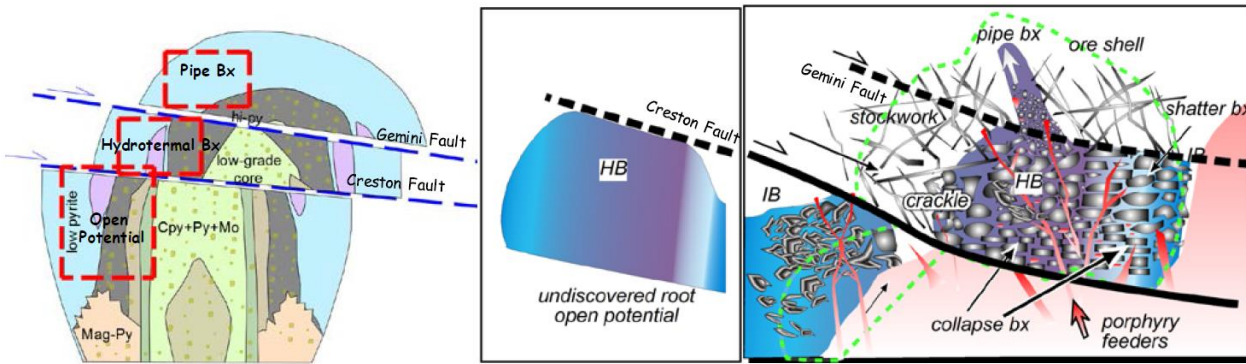 Pipe Bx
hi-py
Gemini Fault
Hydrotermal Bx
low-grade
core
Creston Fault
low pyrite
Open
Potential
Cpy+Py+Mo
Mag-Py
Creston Fault
HB
undiscovered root
open potential
pipe bx
ore shell
Gemini Fault
stockwork
shatter bx
IB
HB
crackle
IB
collapse bx
porphyry
feeders